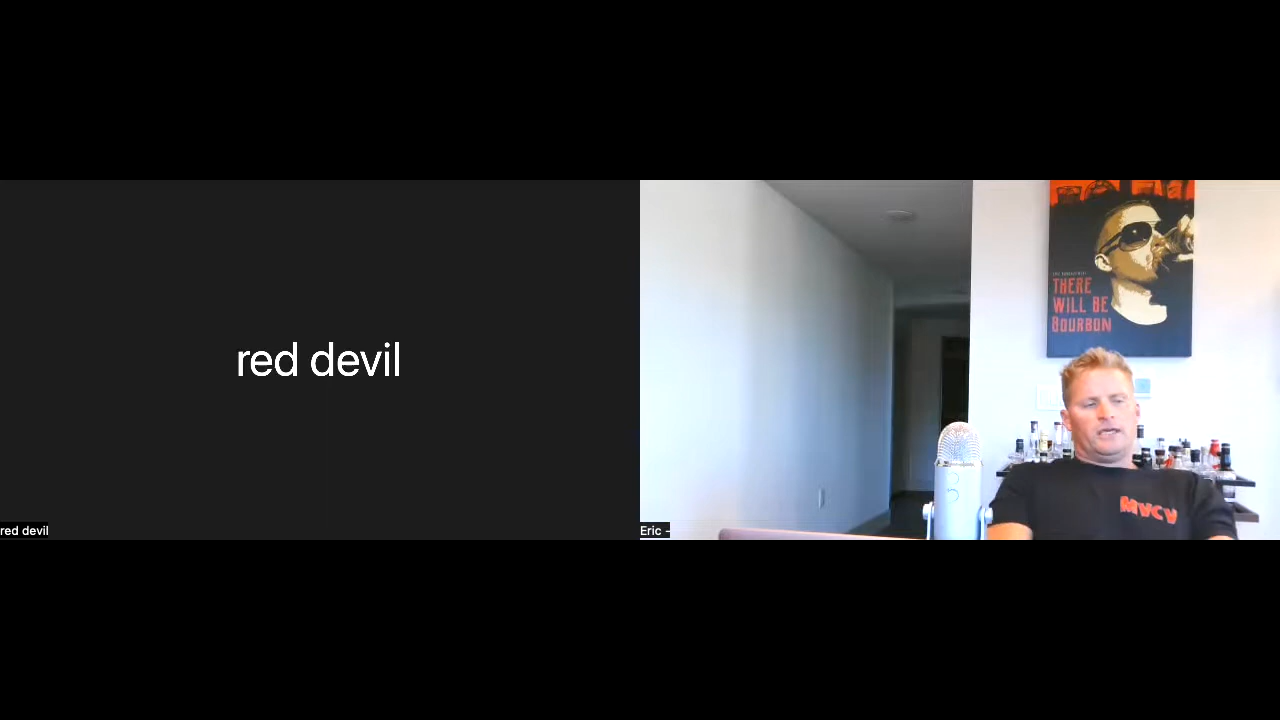 red devil
red devil
THERE
WILL BE
BOURBON
MVCV
Eric -